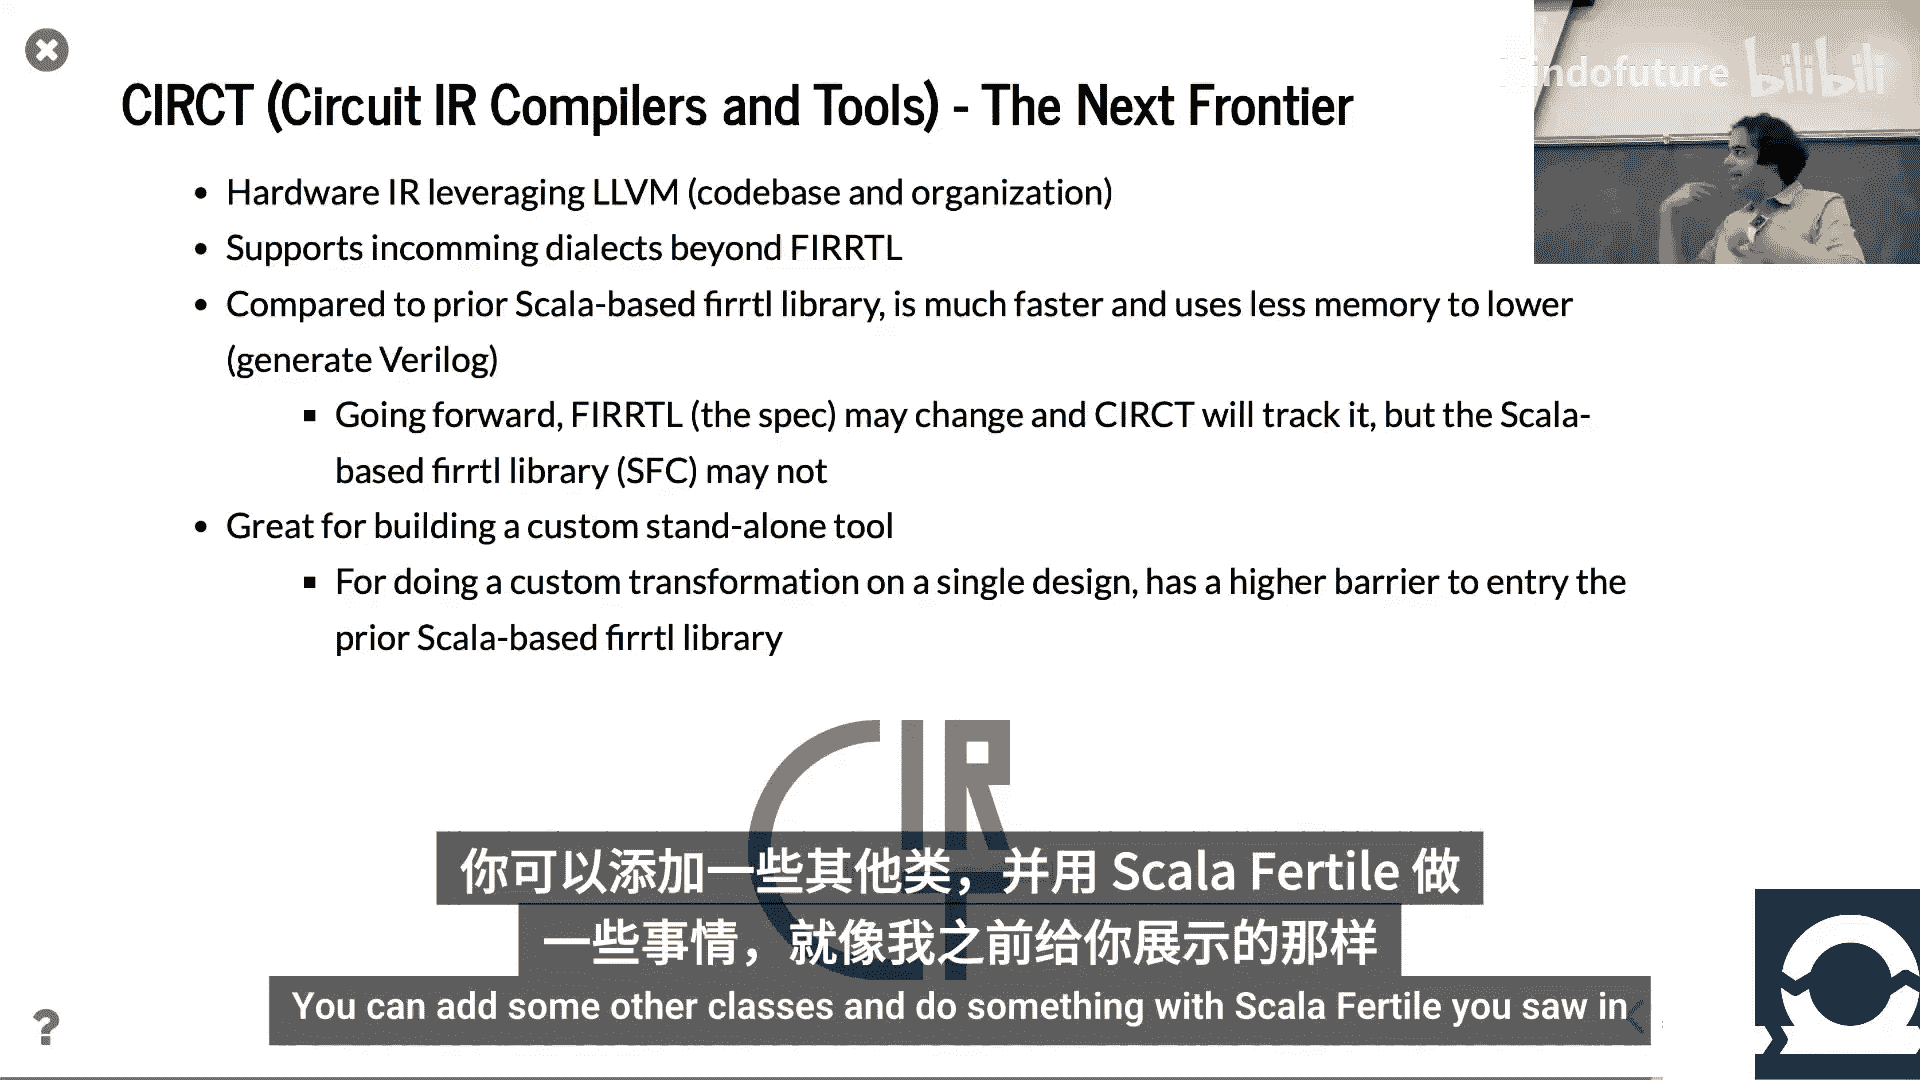 CIRCT (Circuit IR Compilers and Tools) - The Next Frontier
indofuture bilibili
• Hardware IR leveraging LLVM (codebase and organization)
• Supports incomming dialects beyond FIRRTL
• Compared to prior Scala-based firrtl library, is much faster and uses less memory to lower
(generate Verilog)
▪ Going forward, FIRRTL (the spec) may change and CIRCT will track it, but the Scala-
based firrtl library (SFC) may not
• Great for building a custom stand-alone tool
▪ For doing a custom transformation on a single design, has a higher barrier to entry the
prior Scala-based firrtl library
CIR
你可以添加一些其他类，并用 Scala Fertile 做
一些事情，就像我之前给你展示的那样
You can add some other classes and do something with Scala Fertile you saw in
?